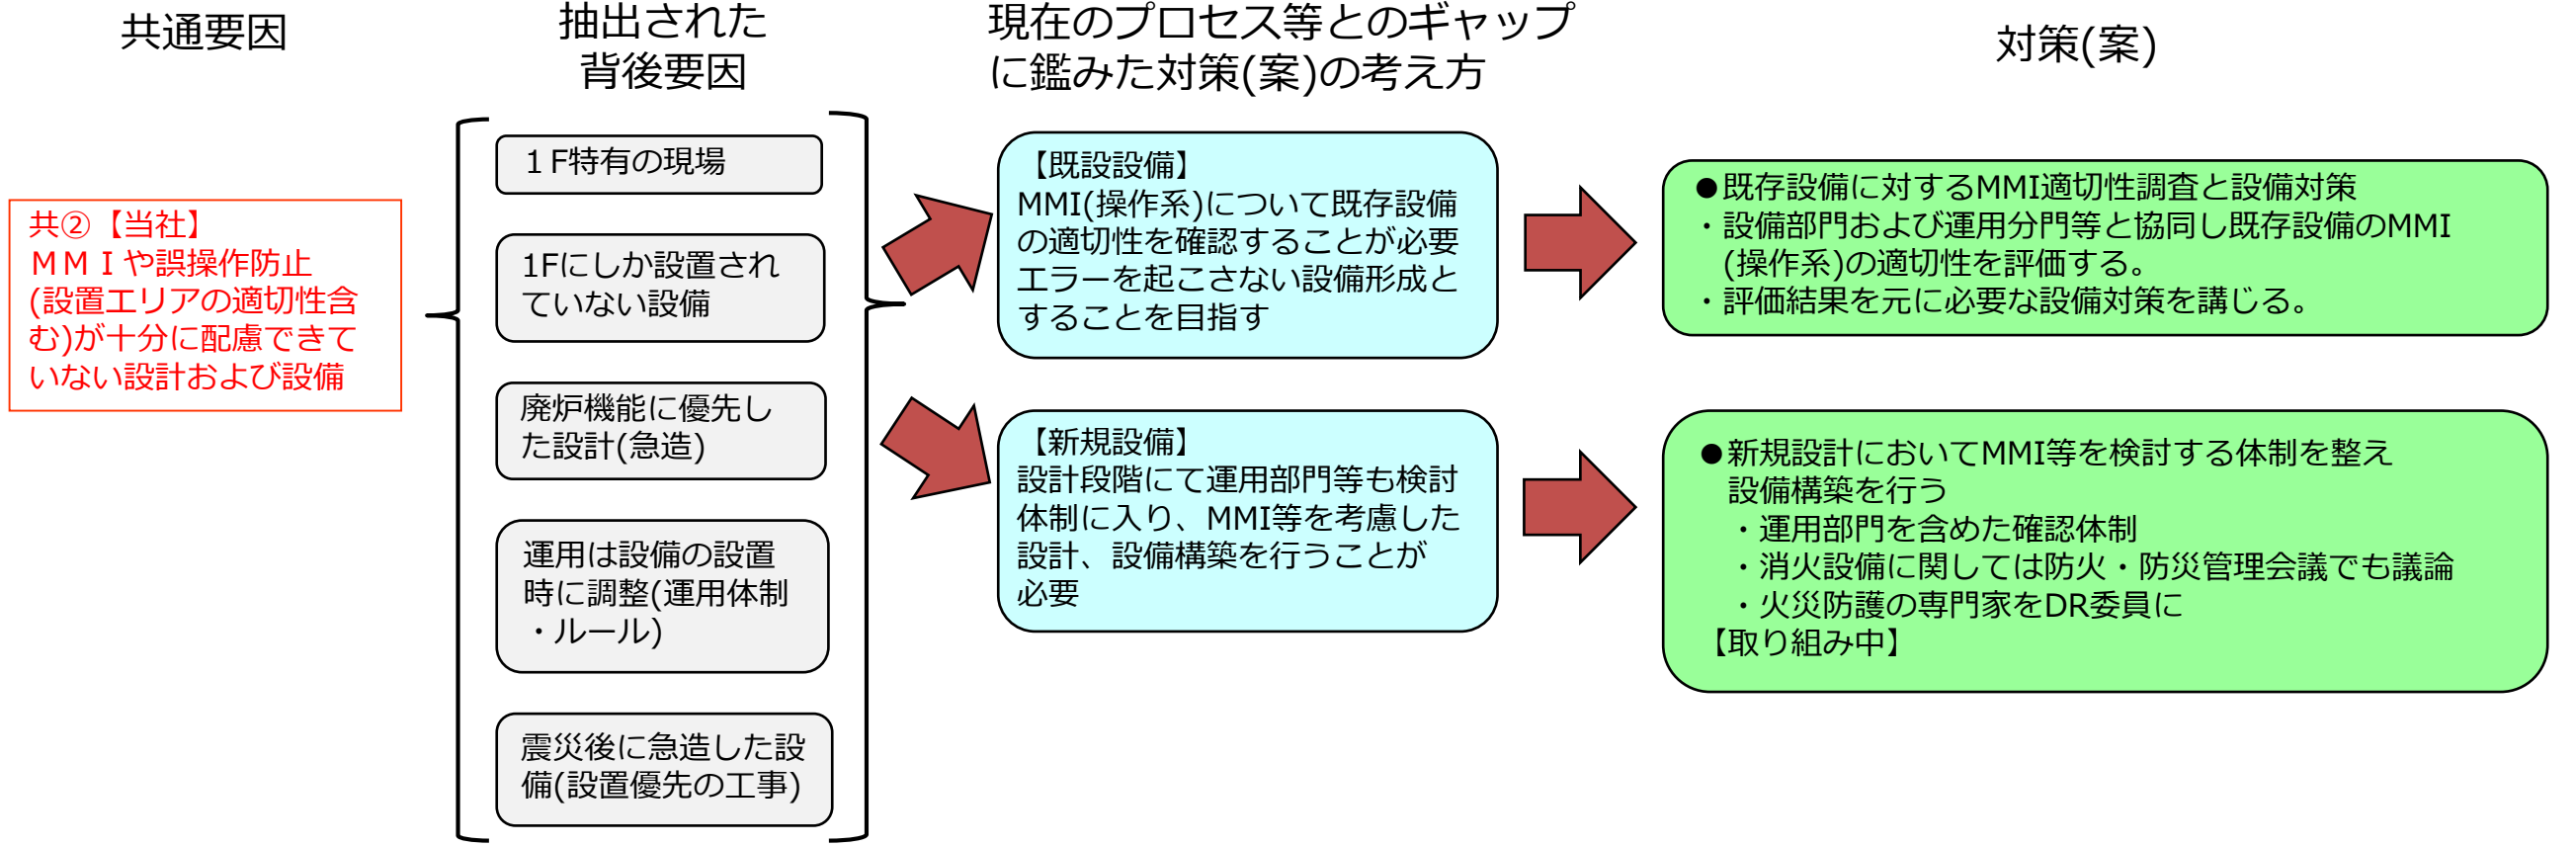 共通要因
抽出された
背後要因
現在のプロセス等とのギャップ
に鑑みた対策(案)の考え方
対策(案)
共②【当社】
ＭＭＩや誤操作防止
(設置エリアの適切性含
む)が十分に配慮できて
いない設計および設備
１F特有の現場
1Fにしか設置され
ていない設備
廃炉機能に優先し
た設計(急造)
運用は設備の設置
時に調整(運用体制
・ルール)
震災後に急造した設
備(設置優先の工事)
【既設設備】
MMI(操作系)について既存設備
の適切性を確認することが必要
エラーを起こさない設備形成と
することを目指す
【新規設備】
設計段階にて運用部門等も検討
体制に入り、MMI等を考慮した
設計、設備構築を行うことが
必要
●既存設備に対するMMI適切性調査と設備対策
・設備部門および運用分門等と協同し既存設備のMMI
(操作系)の適切性を評価する。
・評価結果を元に必要な設備対策を講じる。
●新規設計においてMMI等を検討する体制を整え
設備構築を行う
・運用部門を含めた確認体制
・消火設備に関しては防火・防災管理会議でも議論
・火災防護の専門家をDR委員に
【取り組み中】